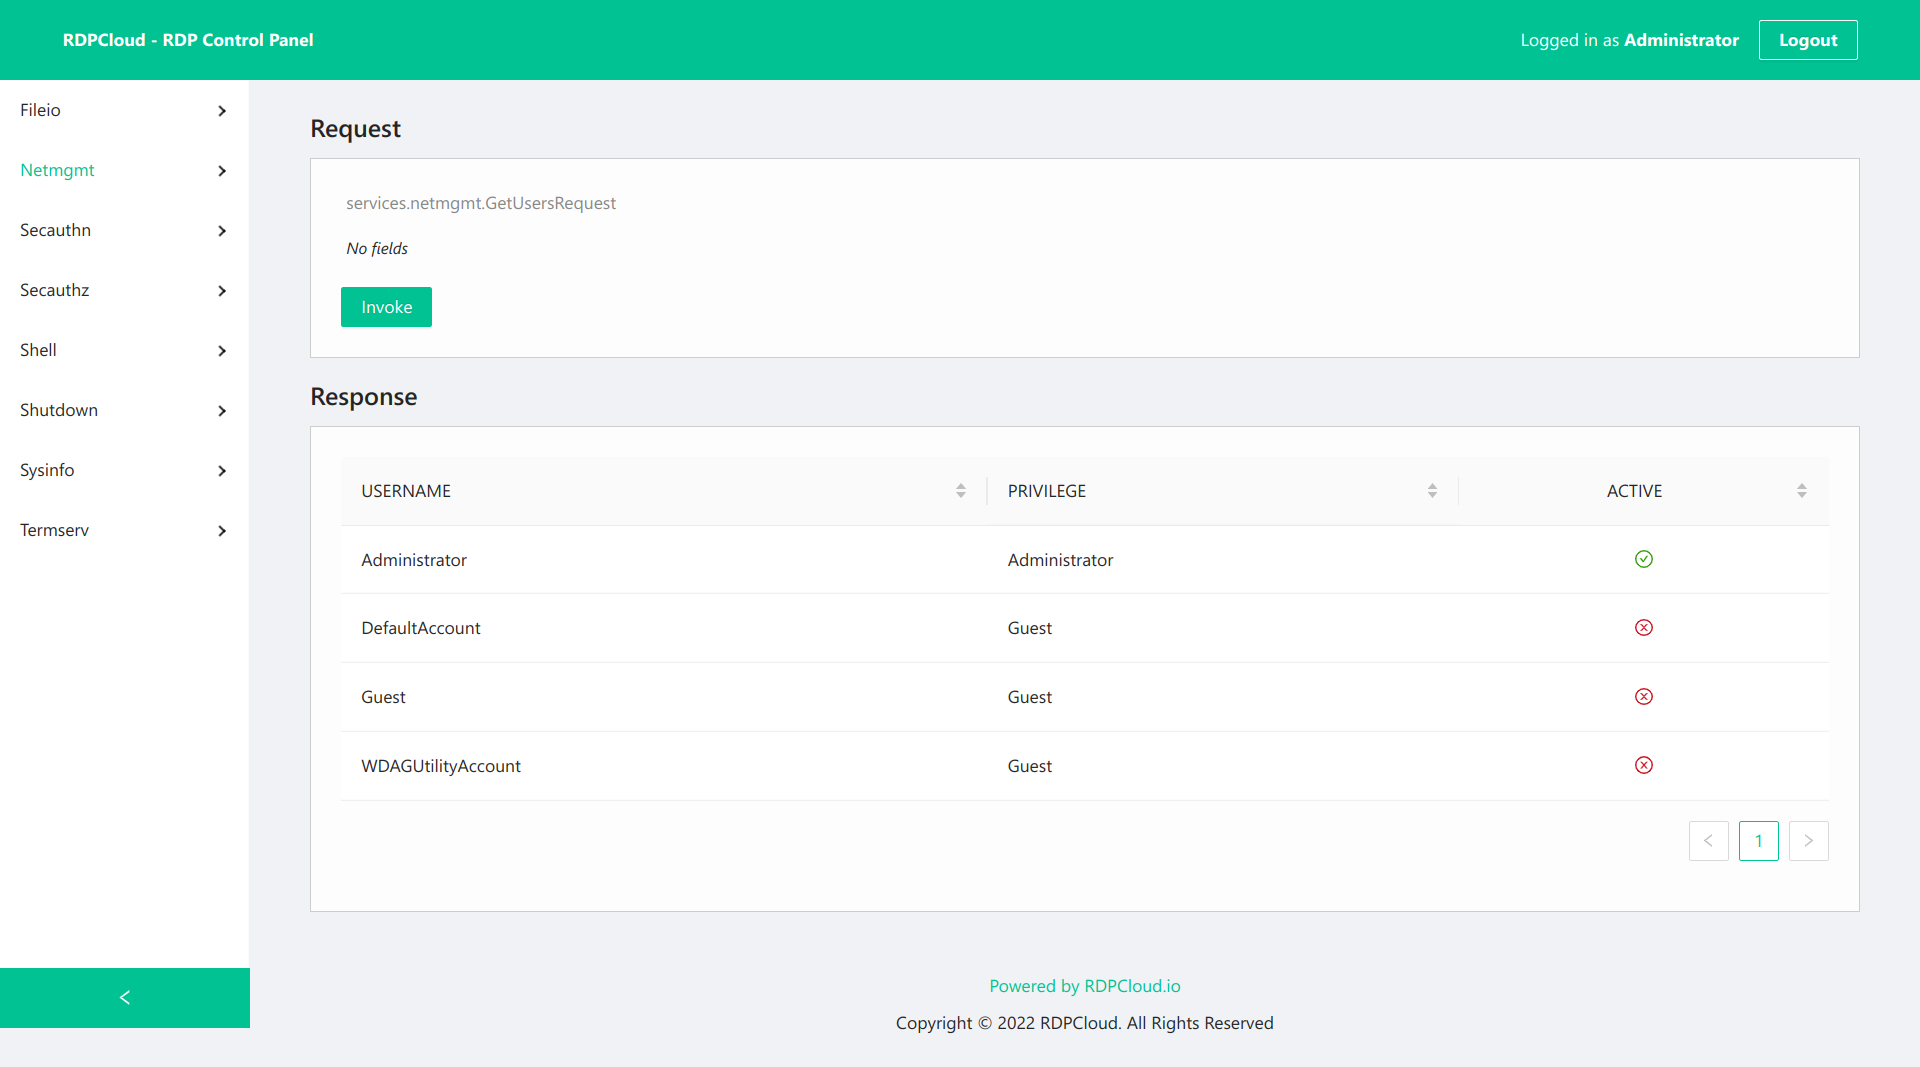 RDPCloud - RDP Control Panel
Logged in as Administrator
Logout
Fileio
Netmgmt
Secauthn
Secauthz
Shell
Shutdown
Sysinfo
Termserv
Request
services.netmgmt.GetUsersRequest
No fields
Invoke
Response
USERNAME PRIVILEGE ACTIVE
Administrator Administrator
DefaultAccount Guest
Guest Guest
WDAGUtilityAccount Guest
1
Powered by RDPCloud.io
Copyright © 2022 RDPCloud. All Rights Reserved